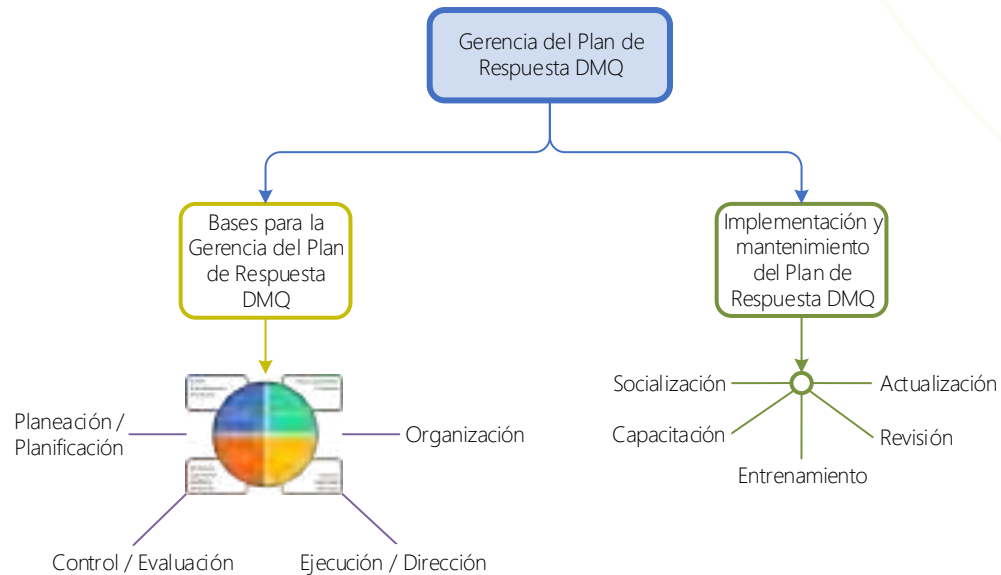 Gerencia del Plan de
Respuesta DMQ
Bases para la
Gerencia del Plan
de Respuesta
DMQ
Implementación y
mantenimiento
del Plan de
Respuesta DMQ
Planeación /
Planificación
Organización
Control / Evaluación
Ejecución / Dirección
Socialización
Actualización
Capacitación
Revisión
Entrenamiento